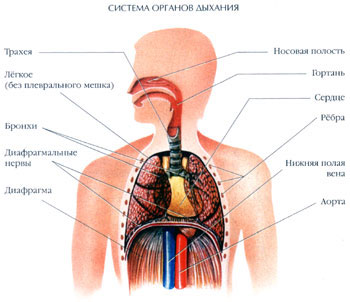 СИСТЕМА ОРГАНОВ ДЫХАНИЯ
Трахея
Лёгкое
(без плеврального мешка)
Бронхи
Диафрагмальные
нервы
Диафрагма
Носовая полость
Гортань
Сердце
Рёбра
Нижняя полая
вена
Аорта